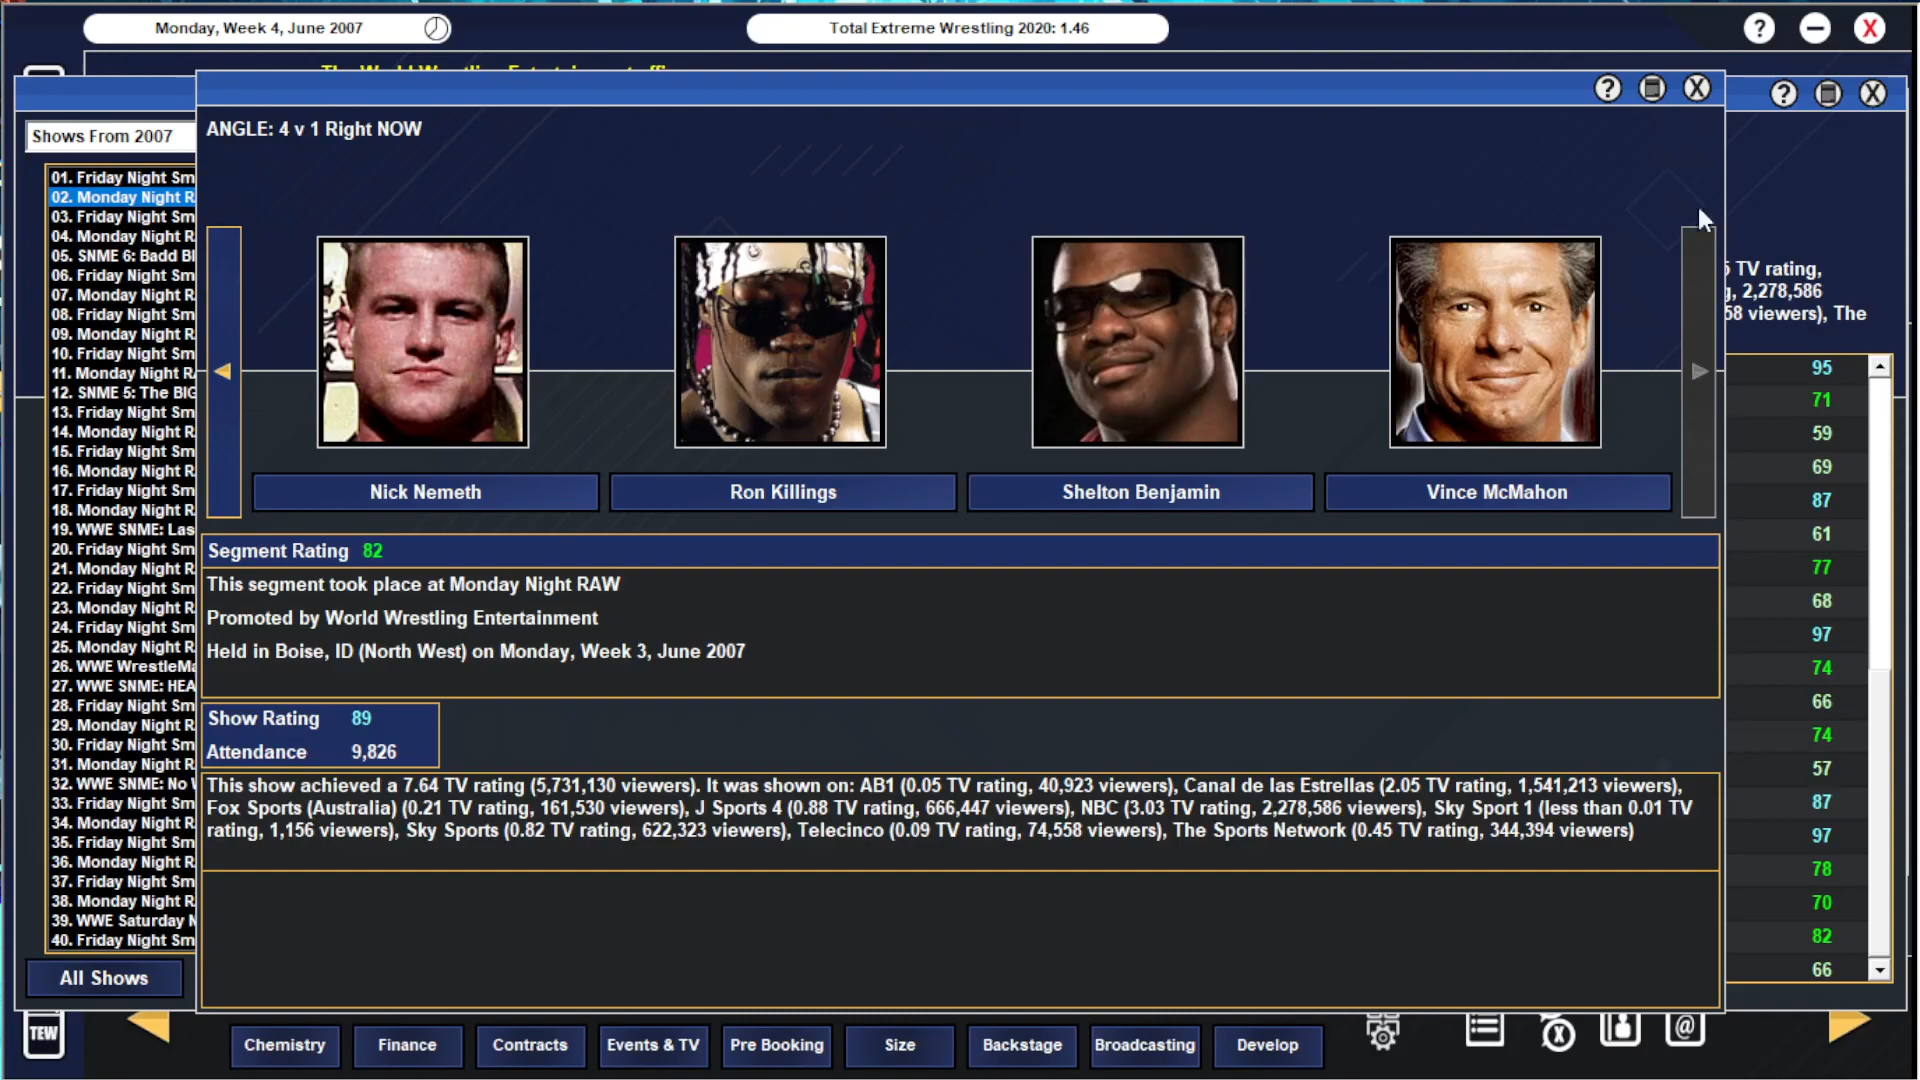 Monday, Week 4, June 2007
Total Extreme Wrestling 2020: 1.46
Shows From 2007
ANGLE: 4 v 1 Right NOW
01. Friday Night Sm
02. Monday Night R
03. Friday Night Sm
04. Monday Night R
05. SNME 6: Badd Bl
06. Friday Night Sm
07. Monday Night R
08. Friday Night Sm
09. Monday Night R
10. Friday Night Sm
11. Monday Night R
12. SNME 5: The BIG
13. Friday Night Sm
14. Monday Night R
15. Friday Night Sm
16. Monday Night R
17. Friday Night Sm
18. Monday Night R
19. WWE SNME: Las
20. Friday Night Sm
21. Monday Night R
22. Friday Night Sm
23. Monday Night R
24. Friday Night Sm
25. Monday Night R
26. WWE WrestleMa
27. WWE SNME: HEA
28. Friday Night Sm
29. Monday Night R
30. Friday Night Sm
31. Monday Night R
32. WWE SNME: No
33. Friday Night Sm
34. Monday Night R
35. Friday Night Sm
36. Monday Night R
37. Friday Night Sm
38. Monday Night R
39. WWE Saturday N
40. Friday Night Sm
All Shows
Nick Nemeth
Ron Killings
Shelton Benjamin
Vince McMahon
Segment Rating 82
This segment took place at Monday Night RAW
Promoted by World Wrestling Entertainment
Held in Boise, ID (North West) on Monday, Week 3, June 2007
Show Rating 89
Attendance 9,826
This show achieved a 7.64 TV rating (5,731,130 viewers). It was shown on: AB1 (0.05 TV rating, 40,923 viewers), Canal de las Estrellas (2.05 TV rating, 1,541,213 viewers),
Fox Sports (Australia) (0.21 TV rating, 161,530 viewers), J Sports 4 (0.88 TV rating, 666,447 viewers), NBC (3.03 TV rating, 2,278,586 viewers), Sky Sport 1 (less than 0.01 TV
rating, 1,156 viewers), Sky Sports (0.82 TV rating, 622,323 viewers), Telecinco (0.09 TV rating, 74,558 viewers), The Sports Network (0.45 TV rating, 344,394 viewers)
5 TV rating,
, 2,278,586
58 viewers), The
95
71
59
69
87
61
77
68
97
74
66
74
57
87
97
78
70
82
66
TEW
Chemistry
Finance
Contracts
Events & TV
Pre Booking
Size
Backstage
Broadcasting
Develop